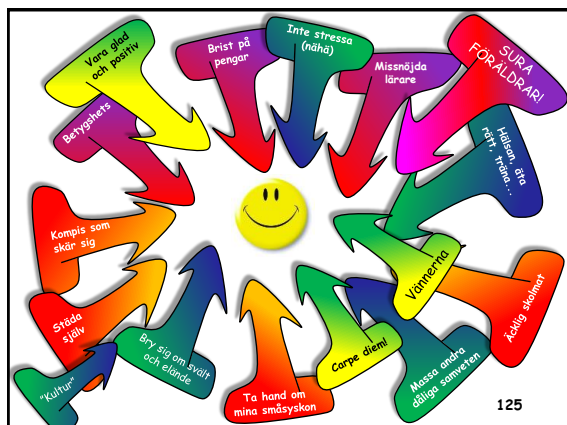 Vara glad
och positiv
Brist på
pengar
Inte stressa
(nähä)
Missnöjda
lärare
SURA
FÖRÄLDRAR!
Betygshets
Hälsan, äta
rätt, träna...
Kompis som
skär sig
Vännerna
Äcklig skolmat
Städa
själv
Bry sig om svält
och elände
"Kultur"
Ta hand om
mina småsyskon
Carpe diem!
Massa andra
dåliga samveten
125